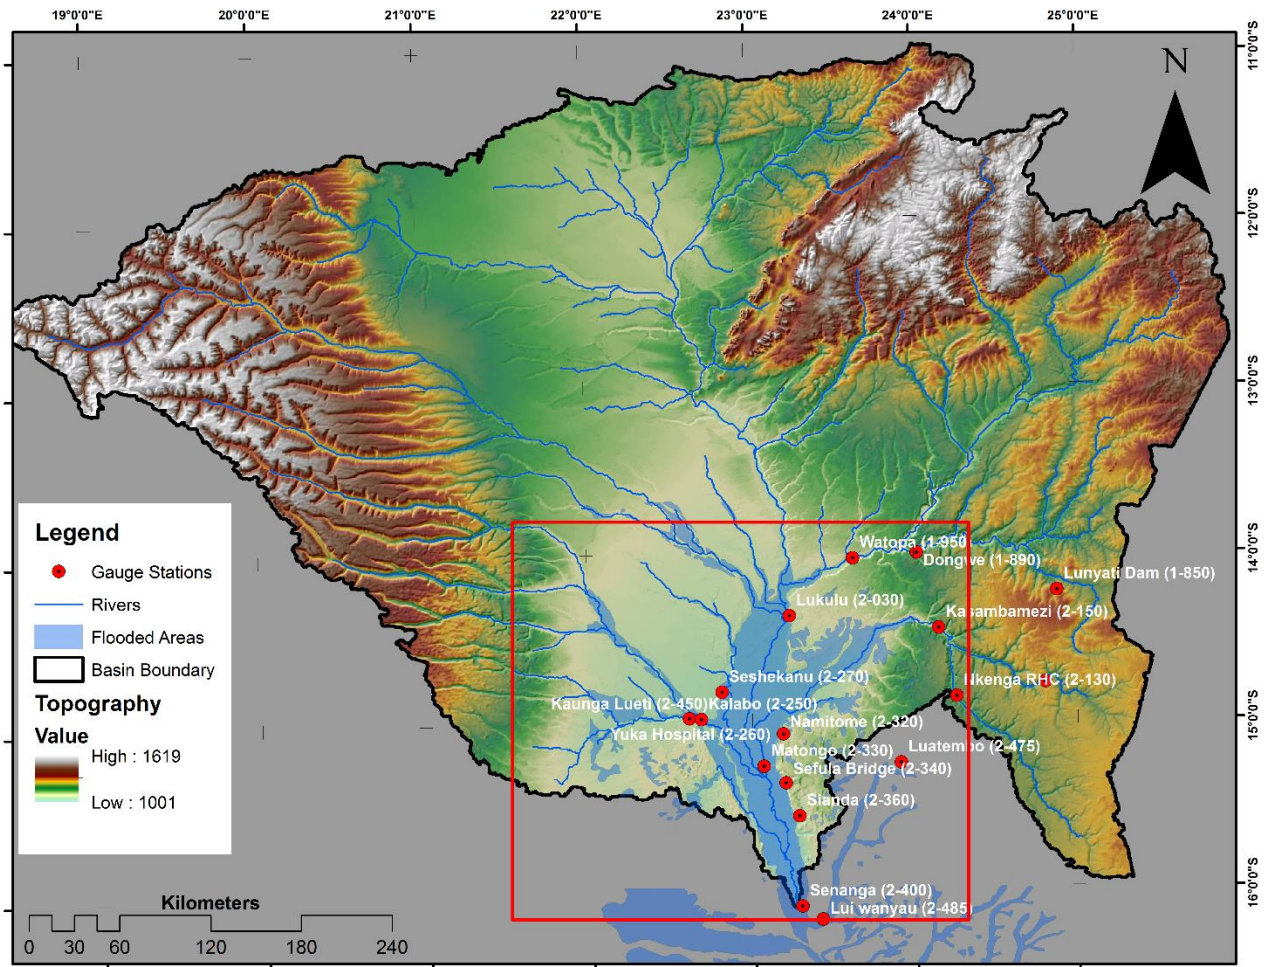 19°0'0"E 20°0'0"E 21°0'0"E 22°0'0"E 23°0'0"E 24°0'0"E 25°0'0"E
N
11°0'0"S
12°0'0"S
13°0'0"S
14°0'0"S
15°0'0"S
16°0'0"S
Watopa (1-950
Dongwe (1-890)
Lunyati Dam (1-850)
Lukulu (2-030)
Kasambamezi (2-150)
Seshekanu (2-270)
Nkenga RHC (2-130)
Kaunga Lueti (2-450) Kalabo (2-250)
Namitome (2-320)
Yuka Hospital (2-260)
Luatembo (2-475)
Matongo (2-330)
Sefula Bridge (2-340)
Slanda (2-360)
Senanga (2-400)
Lui wanyau (2-485)
Legend
Gauge Stations
Rivers
Flooded Areas
Basin Boundary
Topography
Value
High : 1619
Low : 1001
Kilometers
0 30 60 120 180 240